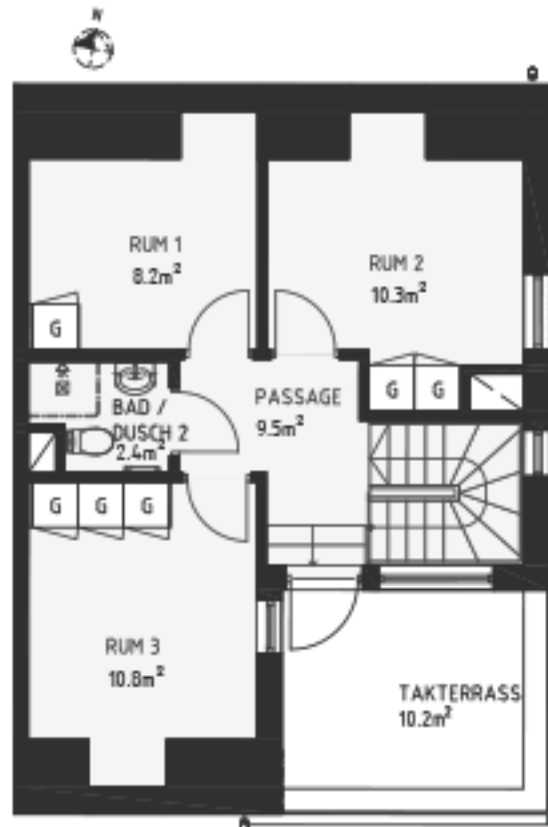 N
RUM 1
8.2m²
RUM 2
10.3m²
G
G
G
PASSAGE
9.5m²
BAD /
DUSCH 2
2.4m²
G
G
G
RUM 3
10.8m²
TAKTERRASS
10.2m²